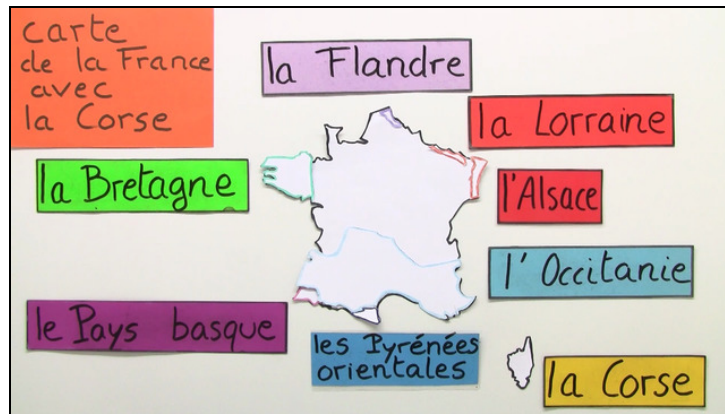 carte
de la France
avec
la Corse
la Flandre
la Lorraine
la Bretagne
l'Alsace
l'Occitanie
le Pays basque
les Pyrénées
orientales
la Corse